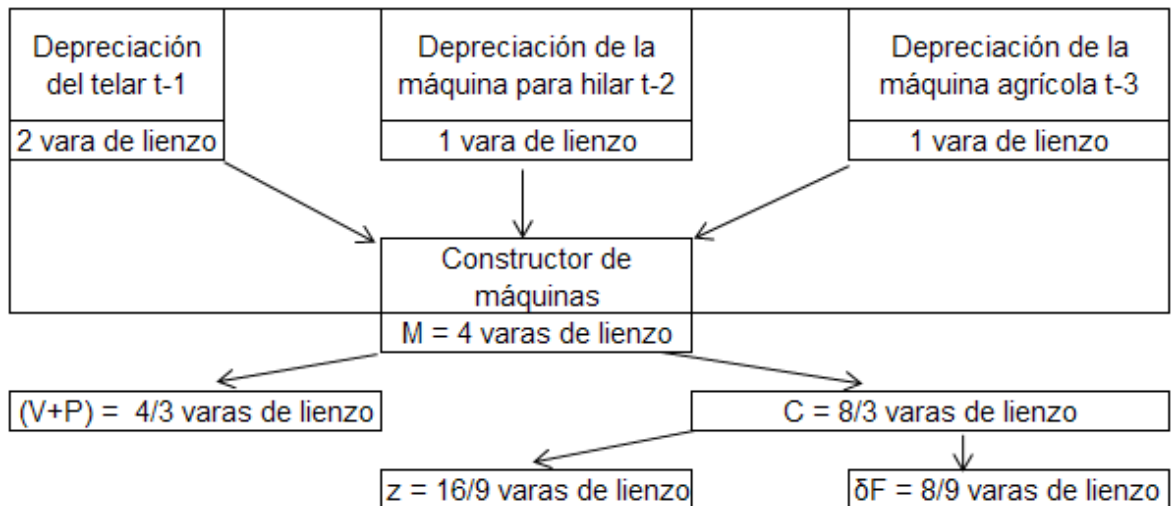 Depreciación
del telar t-1
2 vara de lienzo
Depreciación de la
máquina para hilar t-2
1 vara de lienzo
Depreciación de la
máquina agrícola t-3
1 vara de lienzo
Constructor de
máquinas
M = 4 varas de lienzo
(V+P) = 4/3 varas de lienzo
C = 8/3 varas de lienzo
z = 16/9 varas de lienzo
δF = 8/9 varas de lienzo